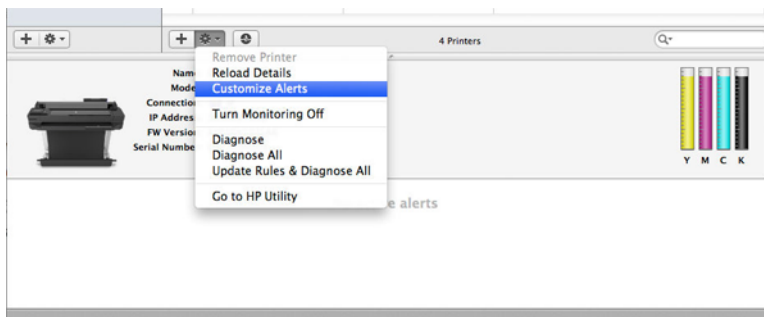 4 Printers
Remove Printer
Reload Details
Customize Alerts
Turn Monitoring Off
Diagnose
Diagnose All
Update Rules & Diagnose All
Go to HP Utility
Nam
Mode
Connection
IP Addres
FW Versio
Serial Numbe
Y M C K
e alerts